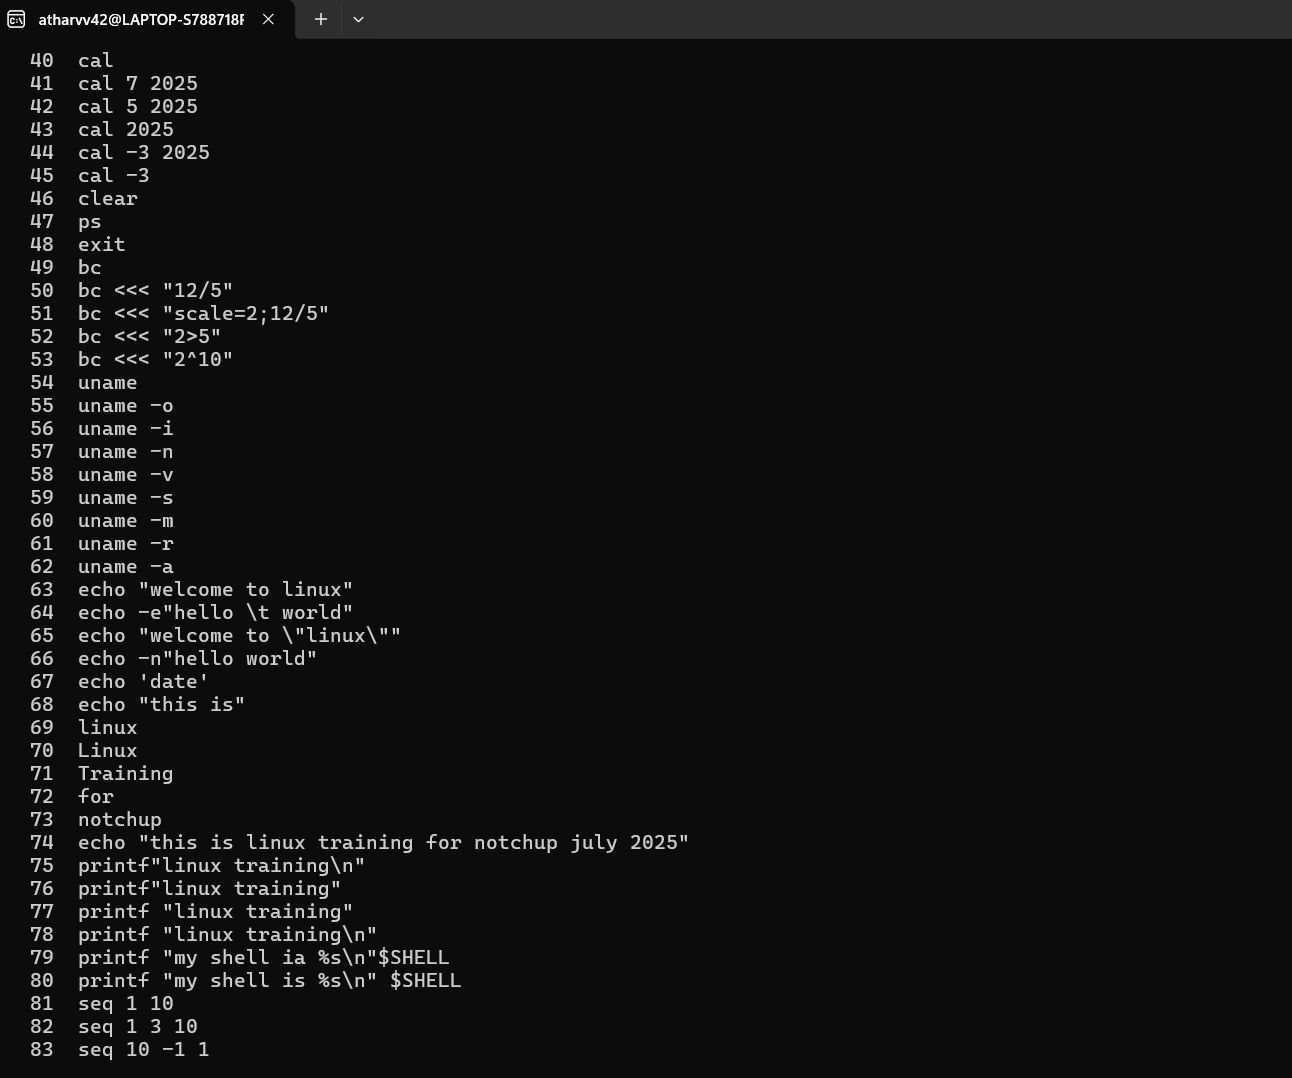 atharvv42@LAPTOP-S788718F
40 cal
41 cal 7 2025
42 cal 5 2025
43 cal 2025
44 cal -3 2025
45 cal -3
46 clear
47 ps
48 exit
49 bc
50 bc <<< "12/5"
51 bc <<< "scale=2;12/5"
52 bc <<< "2>5"
53 bc <<< "2^10"
54 uname
55 uname -o
56 uname -i
57 uname -n
58 uname -v
59 uname -s
60 uname -m
61 uname -r
62 uname -a
63 echo "welcome to linux"
64 echo -e"hello \t world"
65 echo "welcome to \"linux\""
66 echo -n"hello world"
67 echo 'date'
68 echo "this is"
69 linux
70 Linux
71 Training
72 for
73 notchup
74 echo "this is linux training for notchup july 2025"
75 printf"linux training\n"
76 printf"linux training"
77 printf "linux training"
78 printf "linux training\n"
79 printf "my shell ia %s\n"$SHELL
80 printf "my shell is %s\n" $SHELL
81 seq 1 10
82 seq 1 3 10
83 seq 10 -1 1